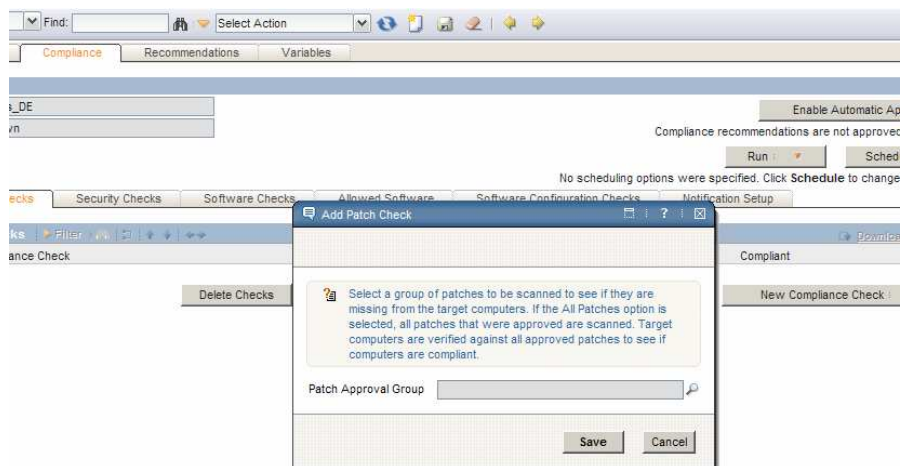 Find: Select Action
Compliance Recommendations Variables
s_DE
Enable Automatic Ap
wn
Compliance recommendations are not approved
Run Sched
No scheduling options were specified. Click Schedule to change
ecks Security Checks Software Checks Allowed Software Software Configuration Checks Notification Setup
Add Patch Check ?
cks Filter Downloa
ance Check Compliant
Delete Checks New Compliance Check
Select a group of patches to be scanned to see if they are
missing from the target computers. If the All Patches option is
selected, all patches that were approved are scanned. Target
computers are verified against all approved patches to see if
computers are compliant.
Patch Approval Group
Save Cancel